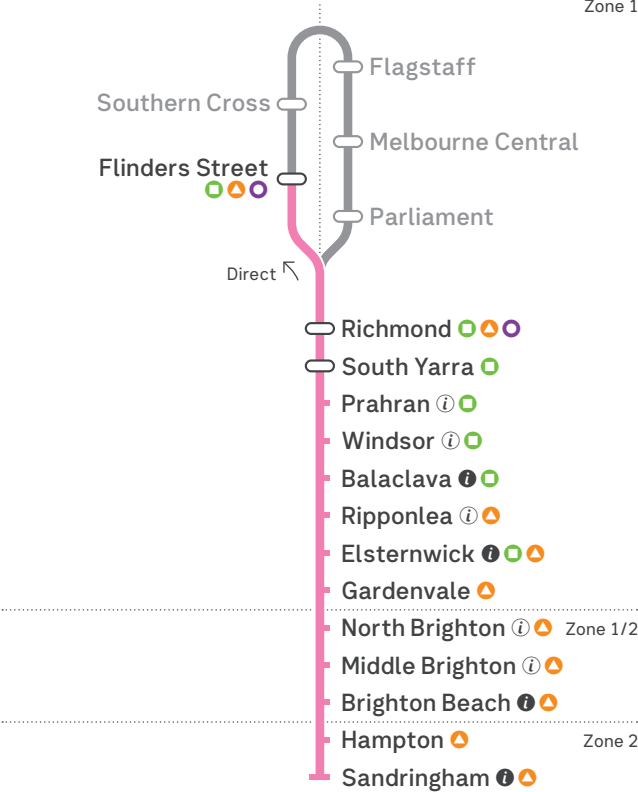 Zone 1
Flagstaff
Southern Cross
Melbourne Central
Flinders Street
Parliament
Direct
Richmond
South Yarra
Prahran i
Windsor i
Balaclava i
Ripponlea i
Elsternwick i
Gardenvale
North Brighton i Zone 1/2
Middle Brighton i
Brighton Beach i
Hampton Zone 2
Sandringham i